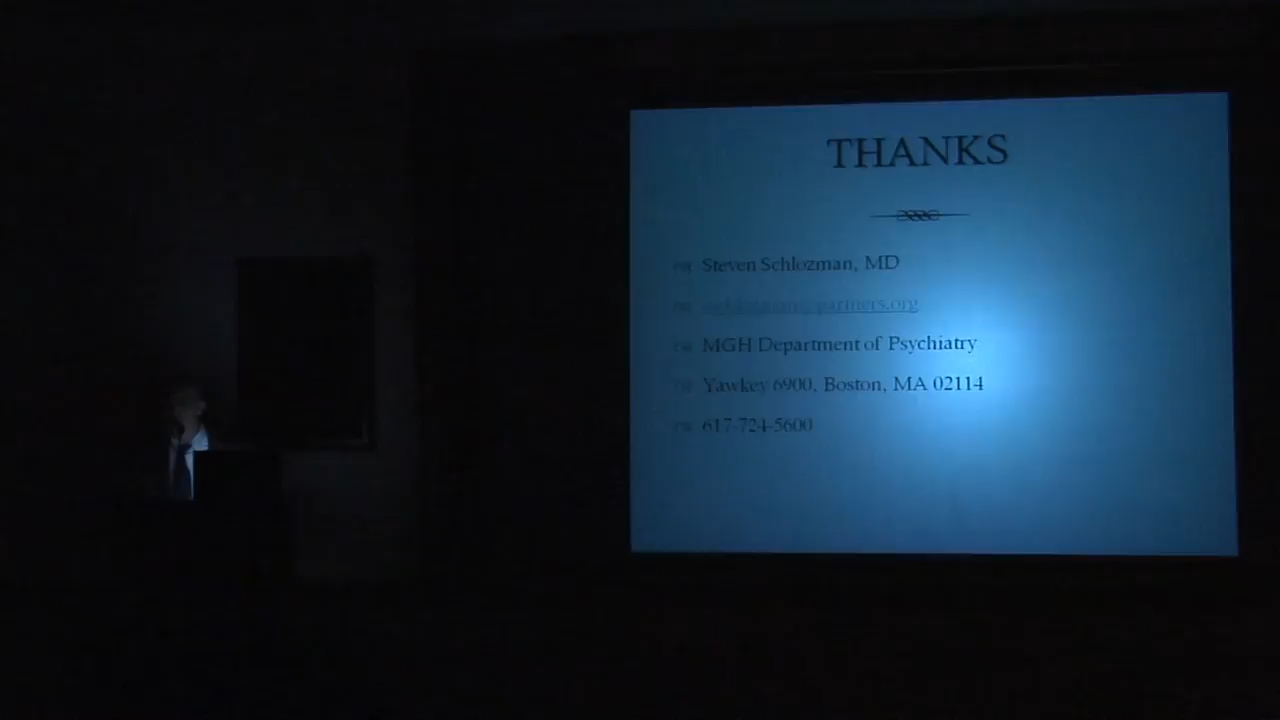 THANKS
Steven Schlozman, MD
MGH Department of Psychiatry
Yawkey 6900, Boston, MA 02114
617-724-5600